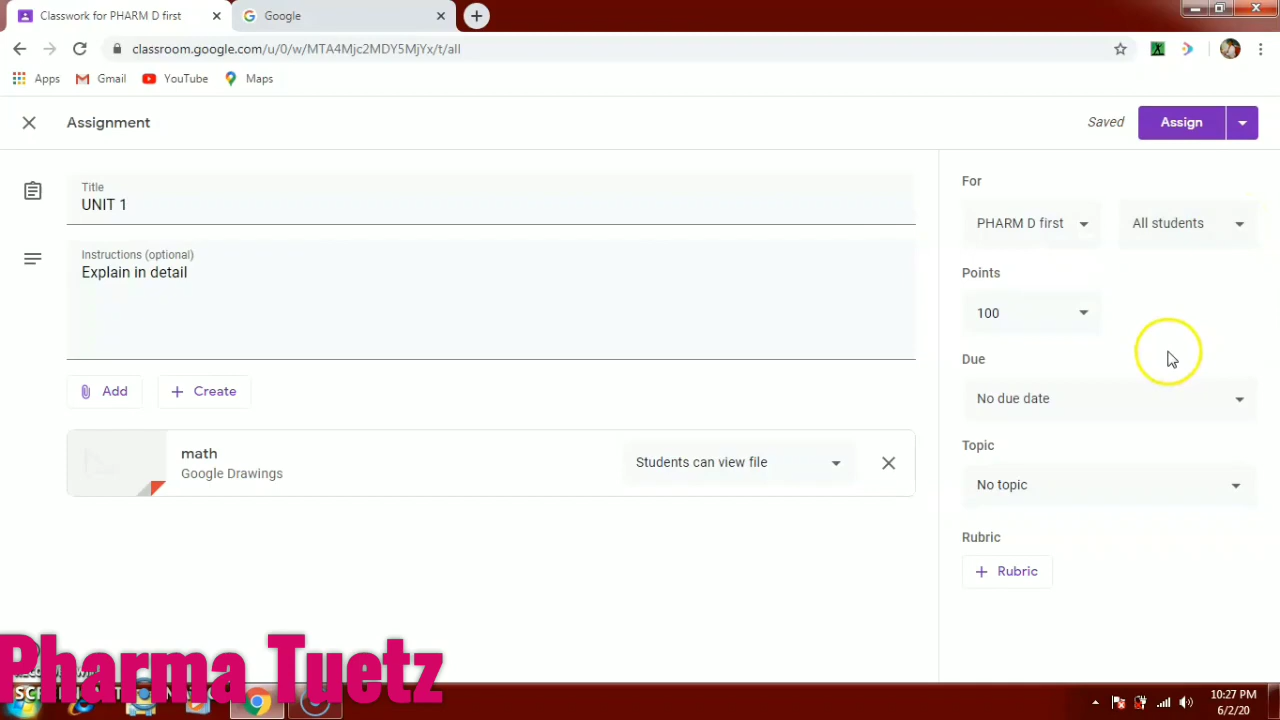 Classwork for PHARM D first
Google
classroom.google.com/u/0/w/MTA4Mjc2MDY5MjYx/t/all
Apps
Gmail
YouTube
Maps
Assignment
Saved
Assign
Title
UNIT 1
Instructions (optional)
Explain in detail
Add
Create
math
Google Drawings
Students can view file
For
PHARM D first
All students
Points
100
Due
No due date
Topic
No topic
Rubric
Rubric
Pharma Tuetz
10:27 PM
6/2/20